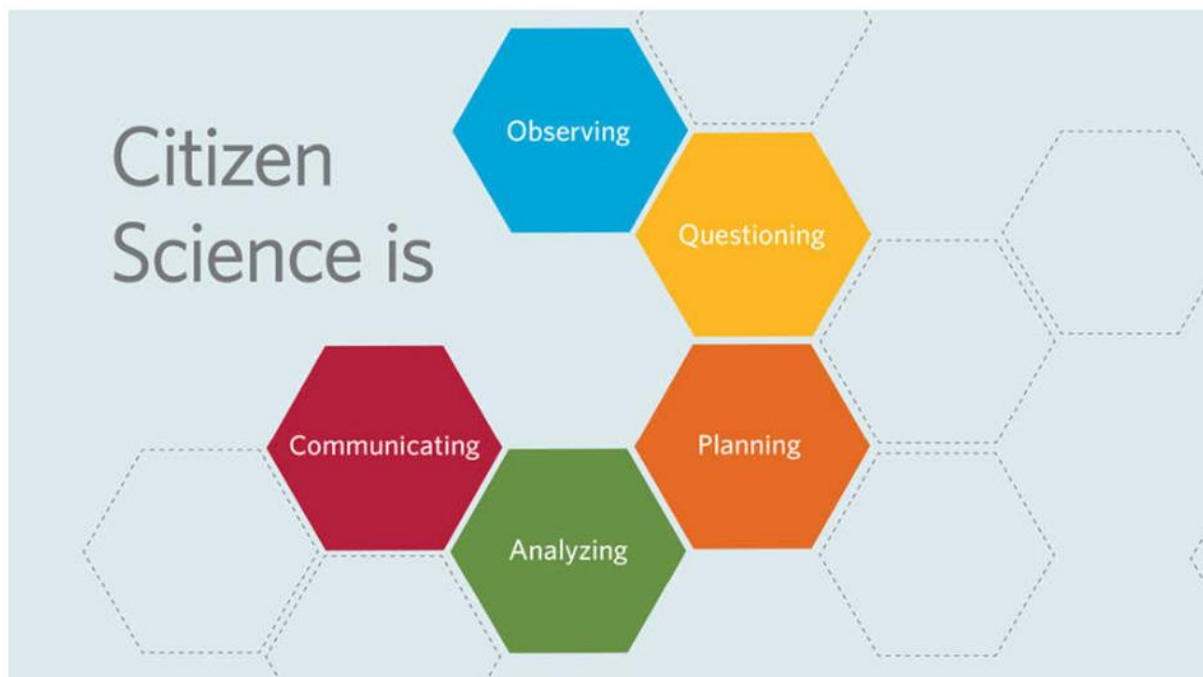 Citizen
Science is
Observing
Questioning
Planning
Analyzing
Communicating